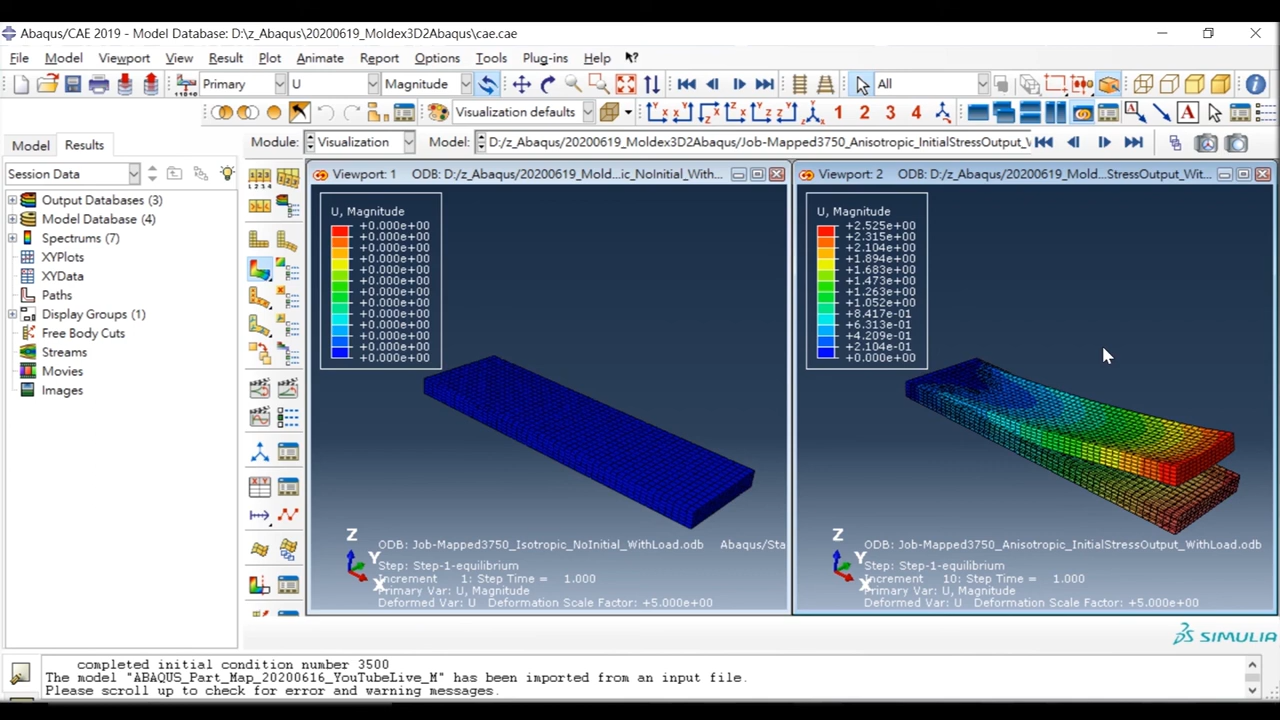 Abaqus/CAE 2019 - Model Database: D:\z_Abaqus\20200619_Moldex3D2Abaqus\cae.cae
File Model Viewport View Result Plot Animate Report Options Tools Plug-ins Help
Primary U Magnitude All
Visualization defaults 1 2 3 4
Model Results Module: Visualization Model: D:/z_Abaqus/20200619_Moldex3D2Abaqus/Job-Mapped3750_Anisotropic_InitialStressOutput_W
Session Data
Output Databases (3)
Model Database (4)
Spectrums (7)
XYPlots
XYData
Paths
Display Groups (1)
Free Body Cuts
Streams
Movies
Images
Viewport: 1 ODB: D:/z_Abaqus/20200619_Mold...ic_NoInitial_With...
U, Magnitude
+0.000e+00
+0.000e+00
+0.000e+00
+0.000e+00
+0.000e+00
+0.000e+00
+0.000e+00
+0.000e+00
+0.000e+00
+0.000e+00
+0.000e+00
+0.000e+00
+0.000e+00
Z
Y
X
ODB: Job-Mapped3750_Isotropic_NoInitial_WithLoad.odb Abaqus/Sta
Step: Step-1-equilibrium
Increment 1: Step Time = 1.000
Primary Var: U, Magnitude
Deformed Var: U Deformation Scale Factor: +5.000e+00
Viewport: 2 ODB: D:/z_Abaqus/20200619_Mold...StressOutput_Wit...
U, Magnitude
+2.525e+00
+2.315e+00
+2.104e+00
+1.894e+00
+1.683e+00
+1.473e+00
+1.263e+00
+1.052e+00
+8.417e-01
+6.313e-01
+4.209e-01
+2.104e-01
+0.000e+00
Z
Y
X
ODB: Job-Mapped3750_Anisotropic_InitialStressOutput_WithLoad.odb
Step: Step-1-equilibrium
Increment 10: Step Time = 1.000
Primary Var: U, Magnitude
Deformed Var: U Deformation Scale Factor: +5.000e+00
SIMULIA
completed initial condition number 3500
The model "ABAQUS_Part_Map_20200616_YouTubeLive_M" has been imported from an input file.
Please scroll up to check for error and warning messages.